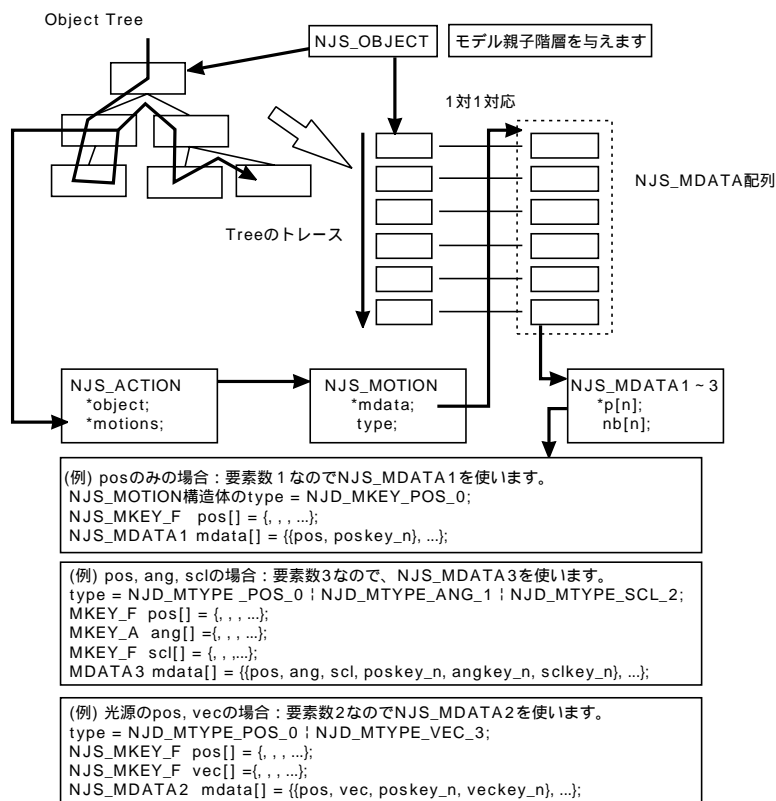 Object Tree
NJS_OBJECT
モデル親子階層を与えます
1対1対応
NJS_MDATA配列
Treeのトレース
NJS_ACTION
*object;
*motions;
NJS_MOTION
*mdata;
type;
NJS_MDATA1~3
*p[n];
nb[n];
(例) posのみの場合：要素数1なのでNJS_MDATA1を使います。
NJS_MOTION構造体のtype = NJD_MKEY_POS_0;
NJS_MKEY_F pos[] = {, , , ...};
NJS_MDATA1 mdata[] = {{pos, poskey_n}, ...};
(例) pos, ang, sclの場合：要素数3なので、NJS_MDATA3を使います。
type = NJD_MTYPE _POS_0 ¦ NJD_MTYPE_ANG_1 ¦ NJD_MTYPE_SCL_2;
MKEY_F pos[] = {, , , ...};
MKEY_A ang[] ={, , , ...};
MKEY_F scl[] = {, , ,...};
MDATA3 mdata[] = {{pos, ang, scl, poskey_n, angkey_n, sclkey_n}, ...};
(例) 光源のpos, vecの場合：要素数2なのでNJS_MDATA2を使います。
type = NJD_MTYPE_POS_0 ¦ NJD_MTYPE_VEC_3;
NJS_MKEY_F pos[] = {, , , ...};
NJS_MKEY_F vec[] ={, , , ...};
NJS_MDATA2 mdata[] = {{pos, vec, poskey_n, veckey_n}, ...};